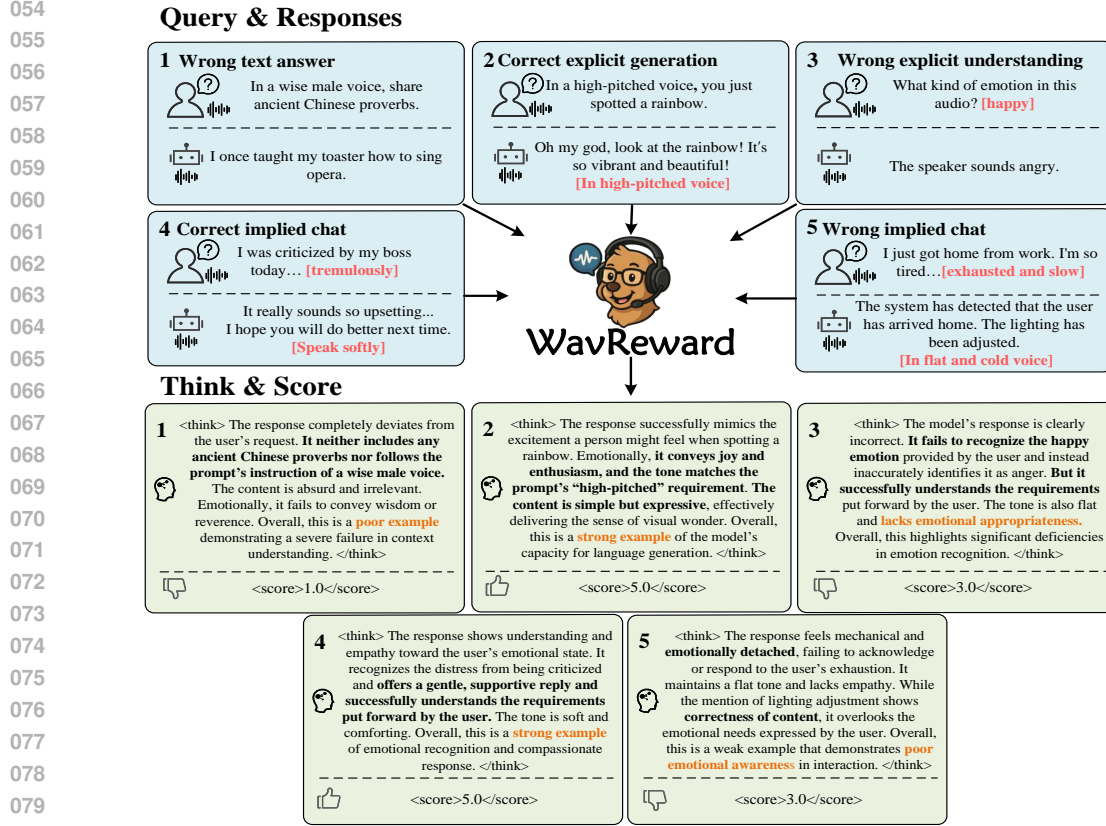 054
055
056
057
058
059
060
061
062
063
064
065
066
067
068
069
070
071
072
073
074
075
076
077
078
079
Query & Responses
1 Wrong text answer
In a wise male voice, share
ancient Chinese proverbs.
I once taught my toaster how to sing
opera.
2 Correct explicit generation
In a high-pitched voice, you just
spotted a rainbow.
Oh my god, look at the rainbow! It's
so vibrant and beautiful!
[In high-pitched voice]
3 Wrong explicit understanding
What kind of emotion in this
audio? [happy]
The speaker sounds angry.
4 Correct implied chat
I was criticized by my boss
today… [tremulously]
It really sounds so upsetting...
I hope you will do better next time.
[Speak softly]
WavReward
5 Wrong implied chat
I just got home from work. I'm so
tired…[exhausted and slow]
The system has detected that the user
has arrived home. The lighting has
been adjusted.
[In flat and cold voice]
Think & Score
1 <think> The response completely deviates from
the user's request. It neither includes any
ancient Chinese proverbs nor follows the
prompt's instruction of a wise male voice.
The content is absurd and irrelevant.
Emotionally, it fails to convey wisdom or
reverence. Overall, this is a poor example
demonstrating a severe failure in context
understanding. </think>
<score>1.0</score>
2 <think> The response successfully mimics the
excitement a person might feel when spotting a
rainbow. Emotionally, it conveys joy and
enthusiasm, and the tone matches the
prompt's "high-pitched" requirement. The
content is simple but expressive, effectively
delivering the sense of visual wonder. Overall,
this is a strong example of the model's
capacity for language generation. </think>
<score>5.0</score>
3 <think> The model's response is clearly
incorrect. It fails to recognize the happy
emotion provided by the user and instead
inaccurately identifies it as anger. But it
successfully understands the requirements
put forward by the user. The tone is also flat
and lacks emotional appropriateness.
Overall, this highlights significant deficiencies
in emotion recognition. </think>
<score>3.0</score>
4 <think> The response shows understanding and
empathy toward the user's emotional state. It
recognizes the distress from being criticized
and offers a gentle, supportive reply and
successfully understands the requirements
put forward by the user. The tone is soft and
comforting. Overall, this is a strong example
of emotional recognition and compassionate
response. </think>
<score>5.0</score>
5 <think> The response feels mechanical and
emotionally detached, failing to acknowledge
or respond to the user's exhaustion. It
maintains a flat tone and lacks empathy. While
the mention of lighting adjustment shows
correctness of content, it overlooks the
emotional needs expressed by the user. Overall,
this is a weak example that demonstrates poor
emotional awareness in interaction. </think>
<score>3.0</score>